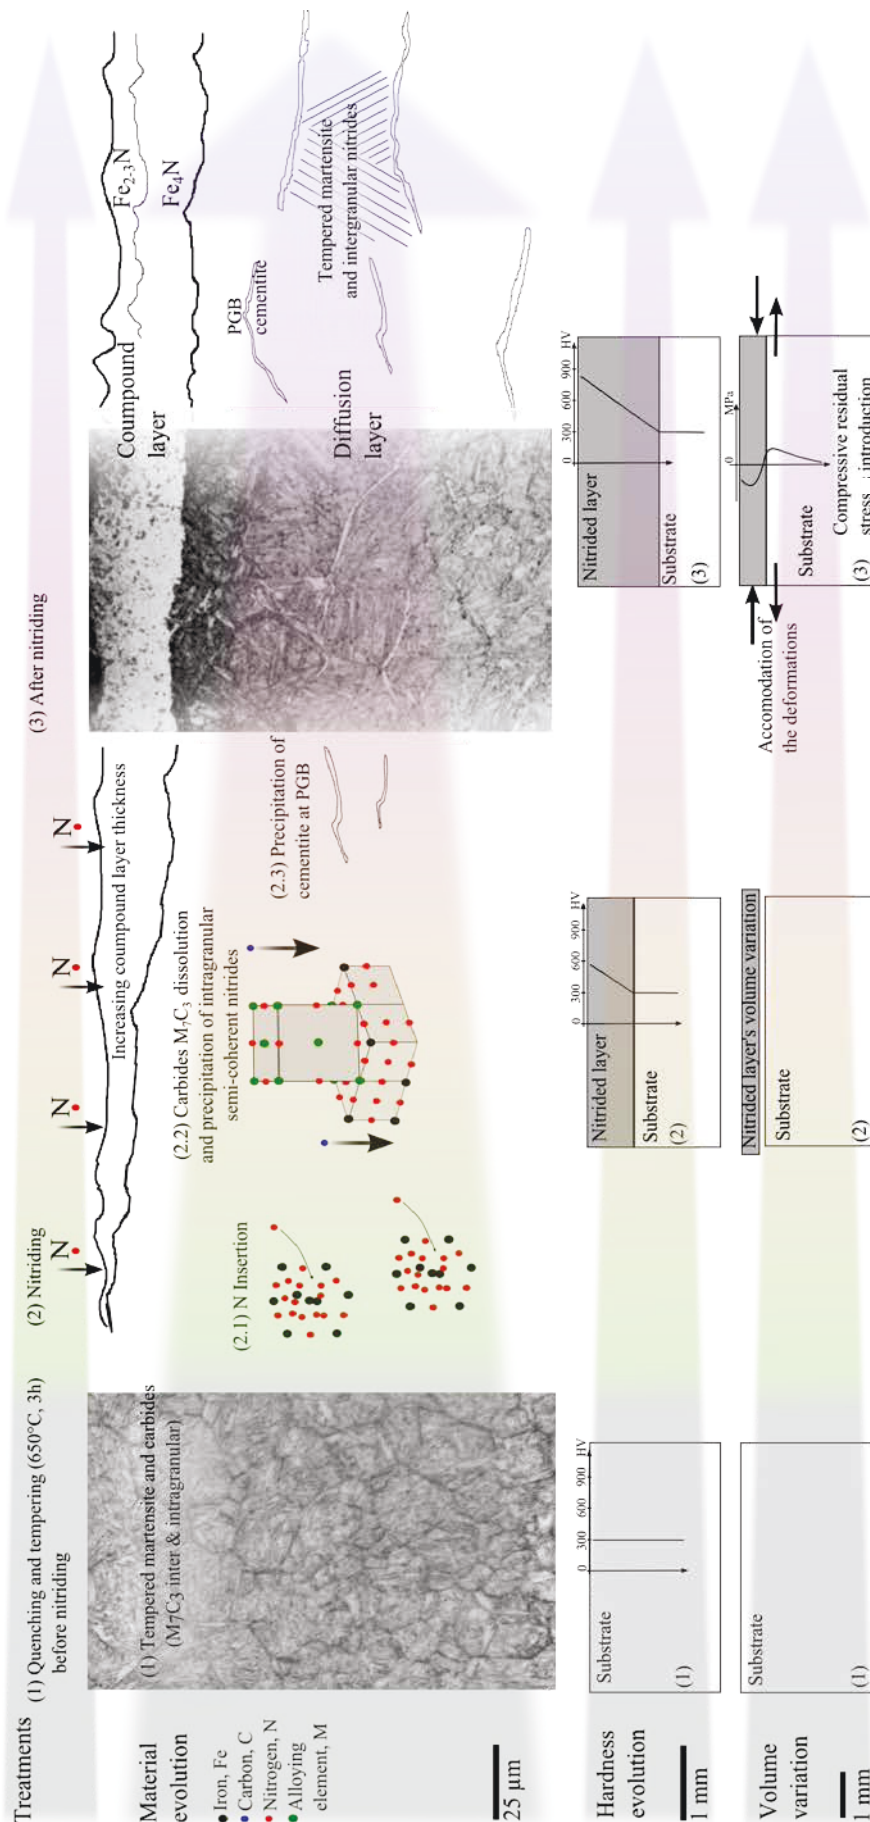 Treatments
(1) Quenching and tempering (650°C, 3h)
before nitriding
(2) Nitriding
(3) After nitriding
N
N
N
N
Increasing coumpound layer thickness
Material
evolution
Iron, Fe
Carbon, C
Nitrogen, N
Alloying
element, M
25 µm
(1) Tempered martensite and carbides
(M7C3 inter & intragranular)
(2.1) N Insertion
(2.2) Carbides M₇C₃ dissolution
and precipitation of intragranular
semi-coherent nitrides
(2.3) Precipitation of
cementite at PGB
Coumpound
layer
Fe₂₋₃N
Fe₄N
Diffusion
layer
PGB
cementite
Tempered martensite
and intergranular nitrides
Hardness
evolution
1 mm
Substrate
(1)
0 300 600 900 HV
Nitrided layer
Substrate
(2)
0 300 600 900 HV
Nitrided layer
Substrate
(3)
0 300 600 900 HV
Volume
variation
1 mm
Substrate
(1)
Nitrided layer's volume variation
Substrate
(2)
Accomodation of
the deformations
0 MPa
Substrate
(3)
Compressive residual
stress introduction